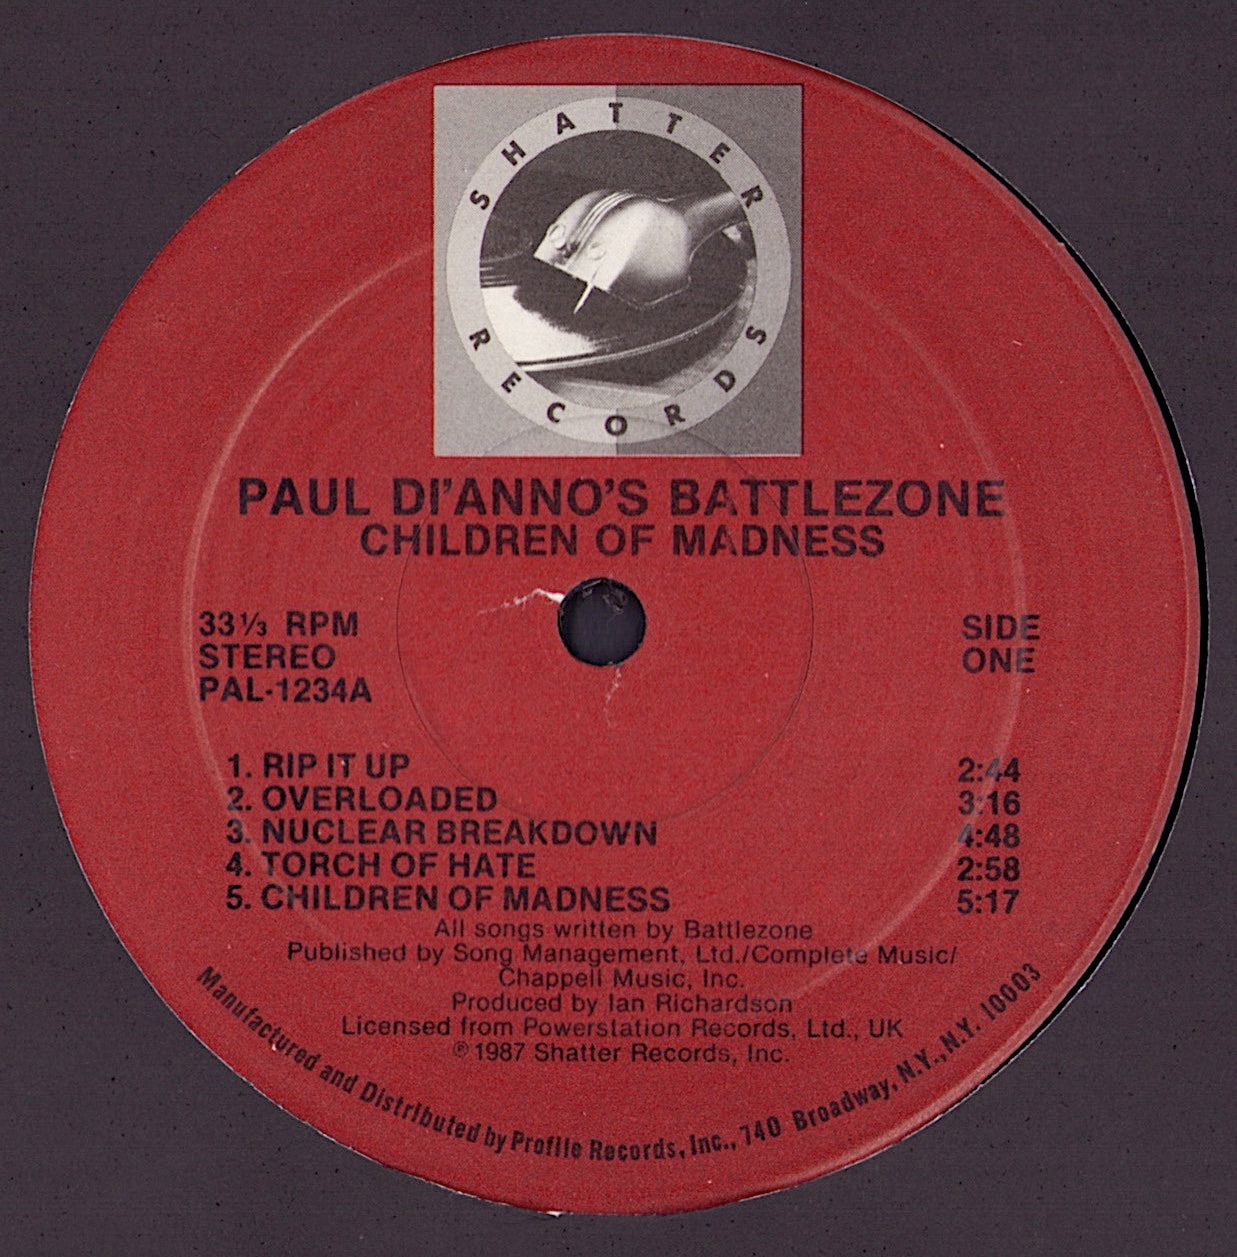 SHATTER
RECORDS
PAUL DI'ANNO'S BATTLEZONE
CHILDREN OF MADNESS
33⅓ RPM
STEREO
PAL-1234A
SIDE
ONE
1. RIP IT UP 2:44
2. OVERLOADED 3:16
3. NUCLEAR BREAKDOWN 4:48
4. TORCH OF HATE 2:58
5. CHILDREN OF MADNESS 5:17
All songs written by Battlezone
Published by Song Management, Ltd./Complete Music/
Chappell Music, Inc.
Produced by Ian Richardson
Licensed from Powerstation Records, Ltd., UK
℗ 1987 Shatter Records, Inc.
Manufactured and Distributed by Profile Records, Inc., 740 Broadway, N.Y., N.Y. 10003